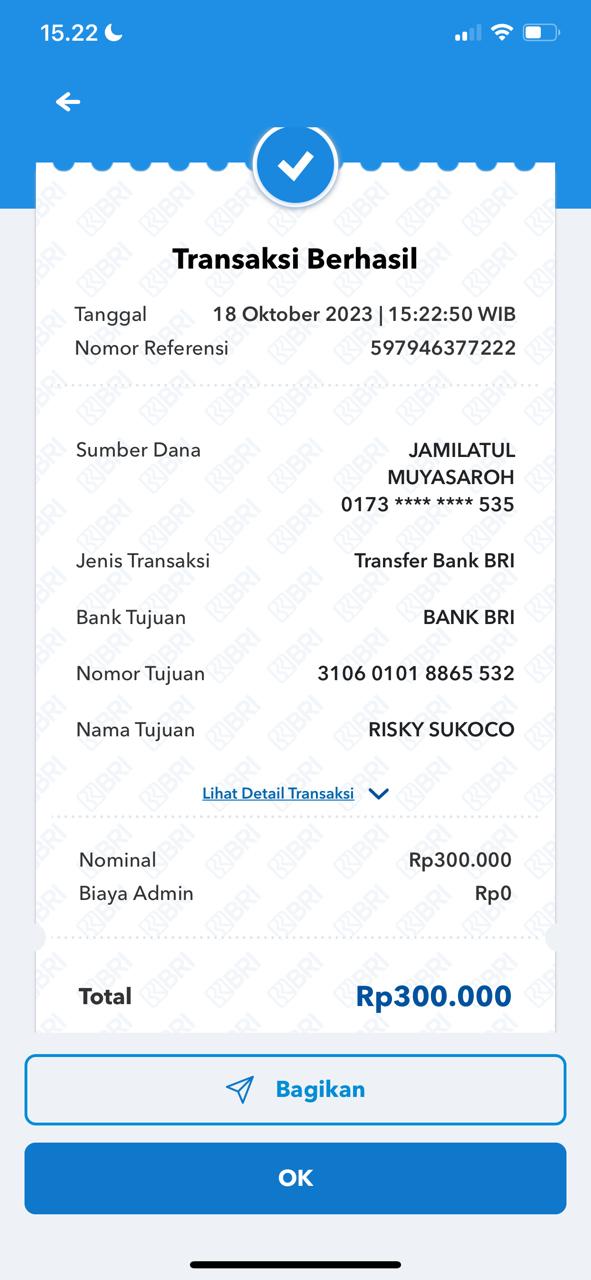 15.22
Transaksi Berhasil
Tanggal 18 Oktober 2023 | 15:22:50 WIB
Nomor Referensi 597946377222
Sumber Dana JAMILATUL
MUYASAROH
0173 **** **** 535
Jenis Transaksi Transfer Bank BRI
Bank Tujuan BANK BRI
Nomor Tujuan 3106 0101 8865 532
Nama Tujuan RISKY SUKOCO
Lihat Detail Transaksi
Nominal Rp300.000
Biaya Admin Rp0
Total Rp300.000
Bagikan
OK